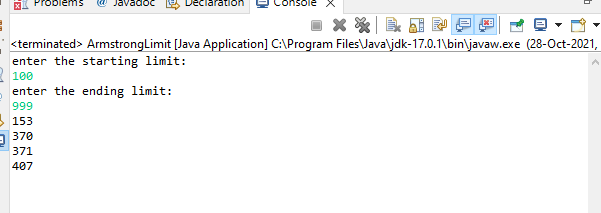 Problems @ Javadoc Declaration Console
<terminated> ArmstrongLimit [Java Application] C:\Program Files\Java\jdk-17.0.1\bin\javaw.exe (28-Oct-2021,
enter the starting limit:
100
enter the ending limit:
999
153
370
371
407